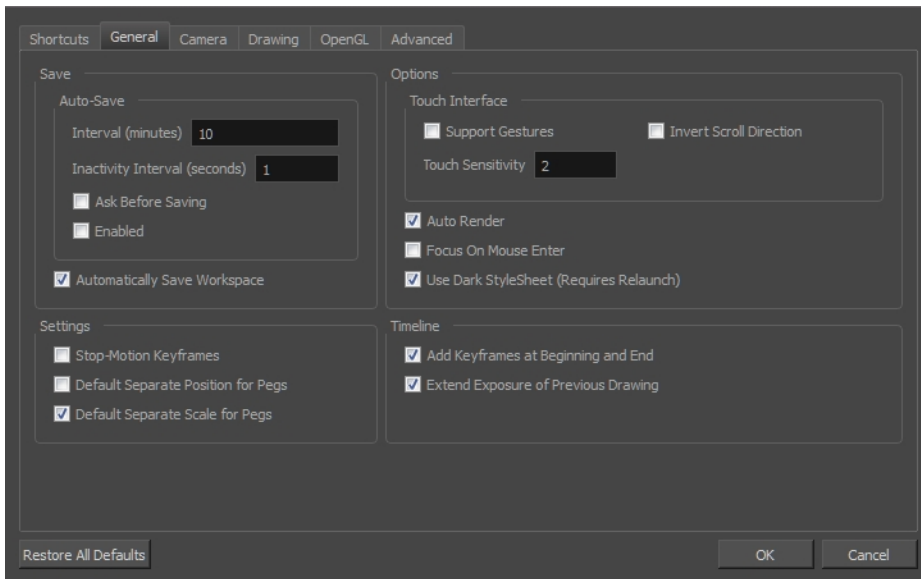 Shortcuts General Camera Drawing OpenGL Advanced
Save
Auto-Save
Interval (minutes) 10
Inactivity Interval (seconds) 1
Ask Before Saving
Enabled
Automatically Save Workspace
Options
Touch Interface
Support Gestures Invert Scroll Direction
Touch Sensitivity 2
Auto Render
Focus On Mouse Enter
Use Dark StyleSheet (Requires Relaunch)
Settings
Stop-Motion Keyframes
Default Separate Position for Pegs
Default Separate Scale for Pegs
Timeline
Add Keyframes at Beginning and End
Extend Exposure of Previous Drawing
Restore All Defaults OK Cancel